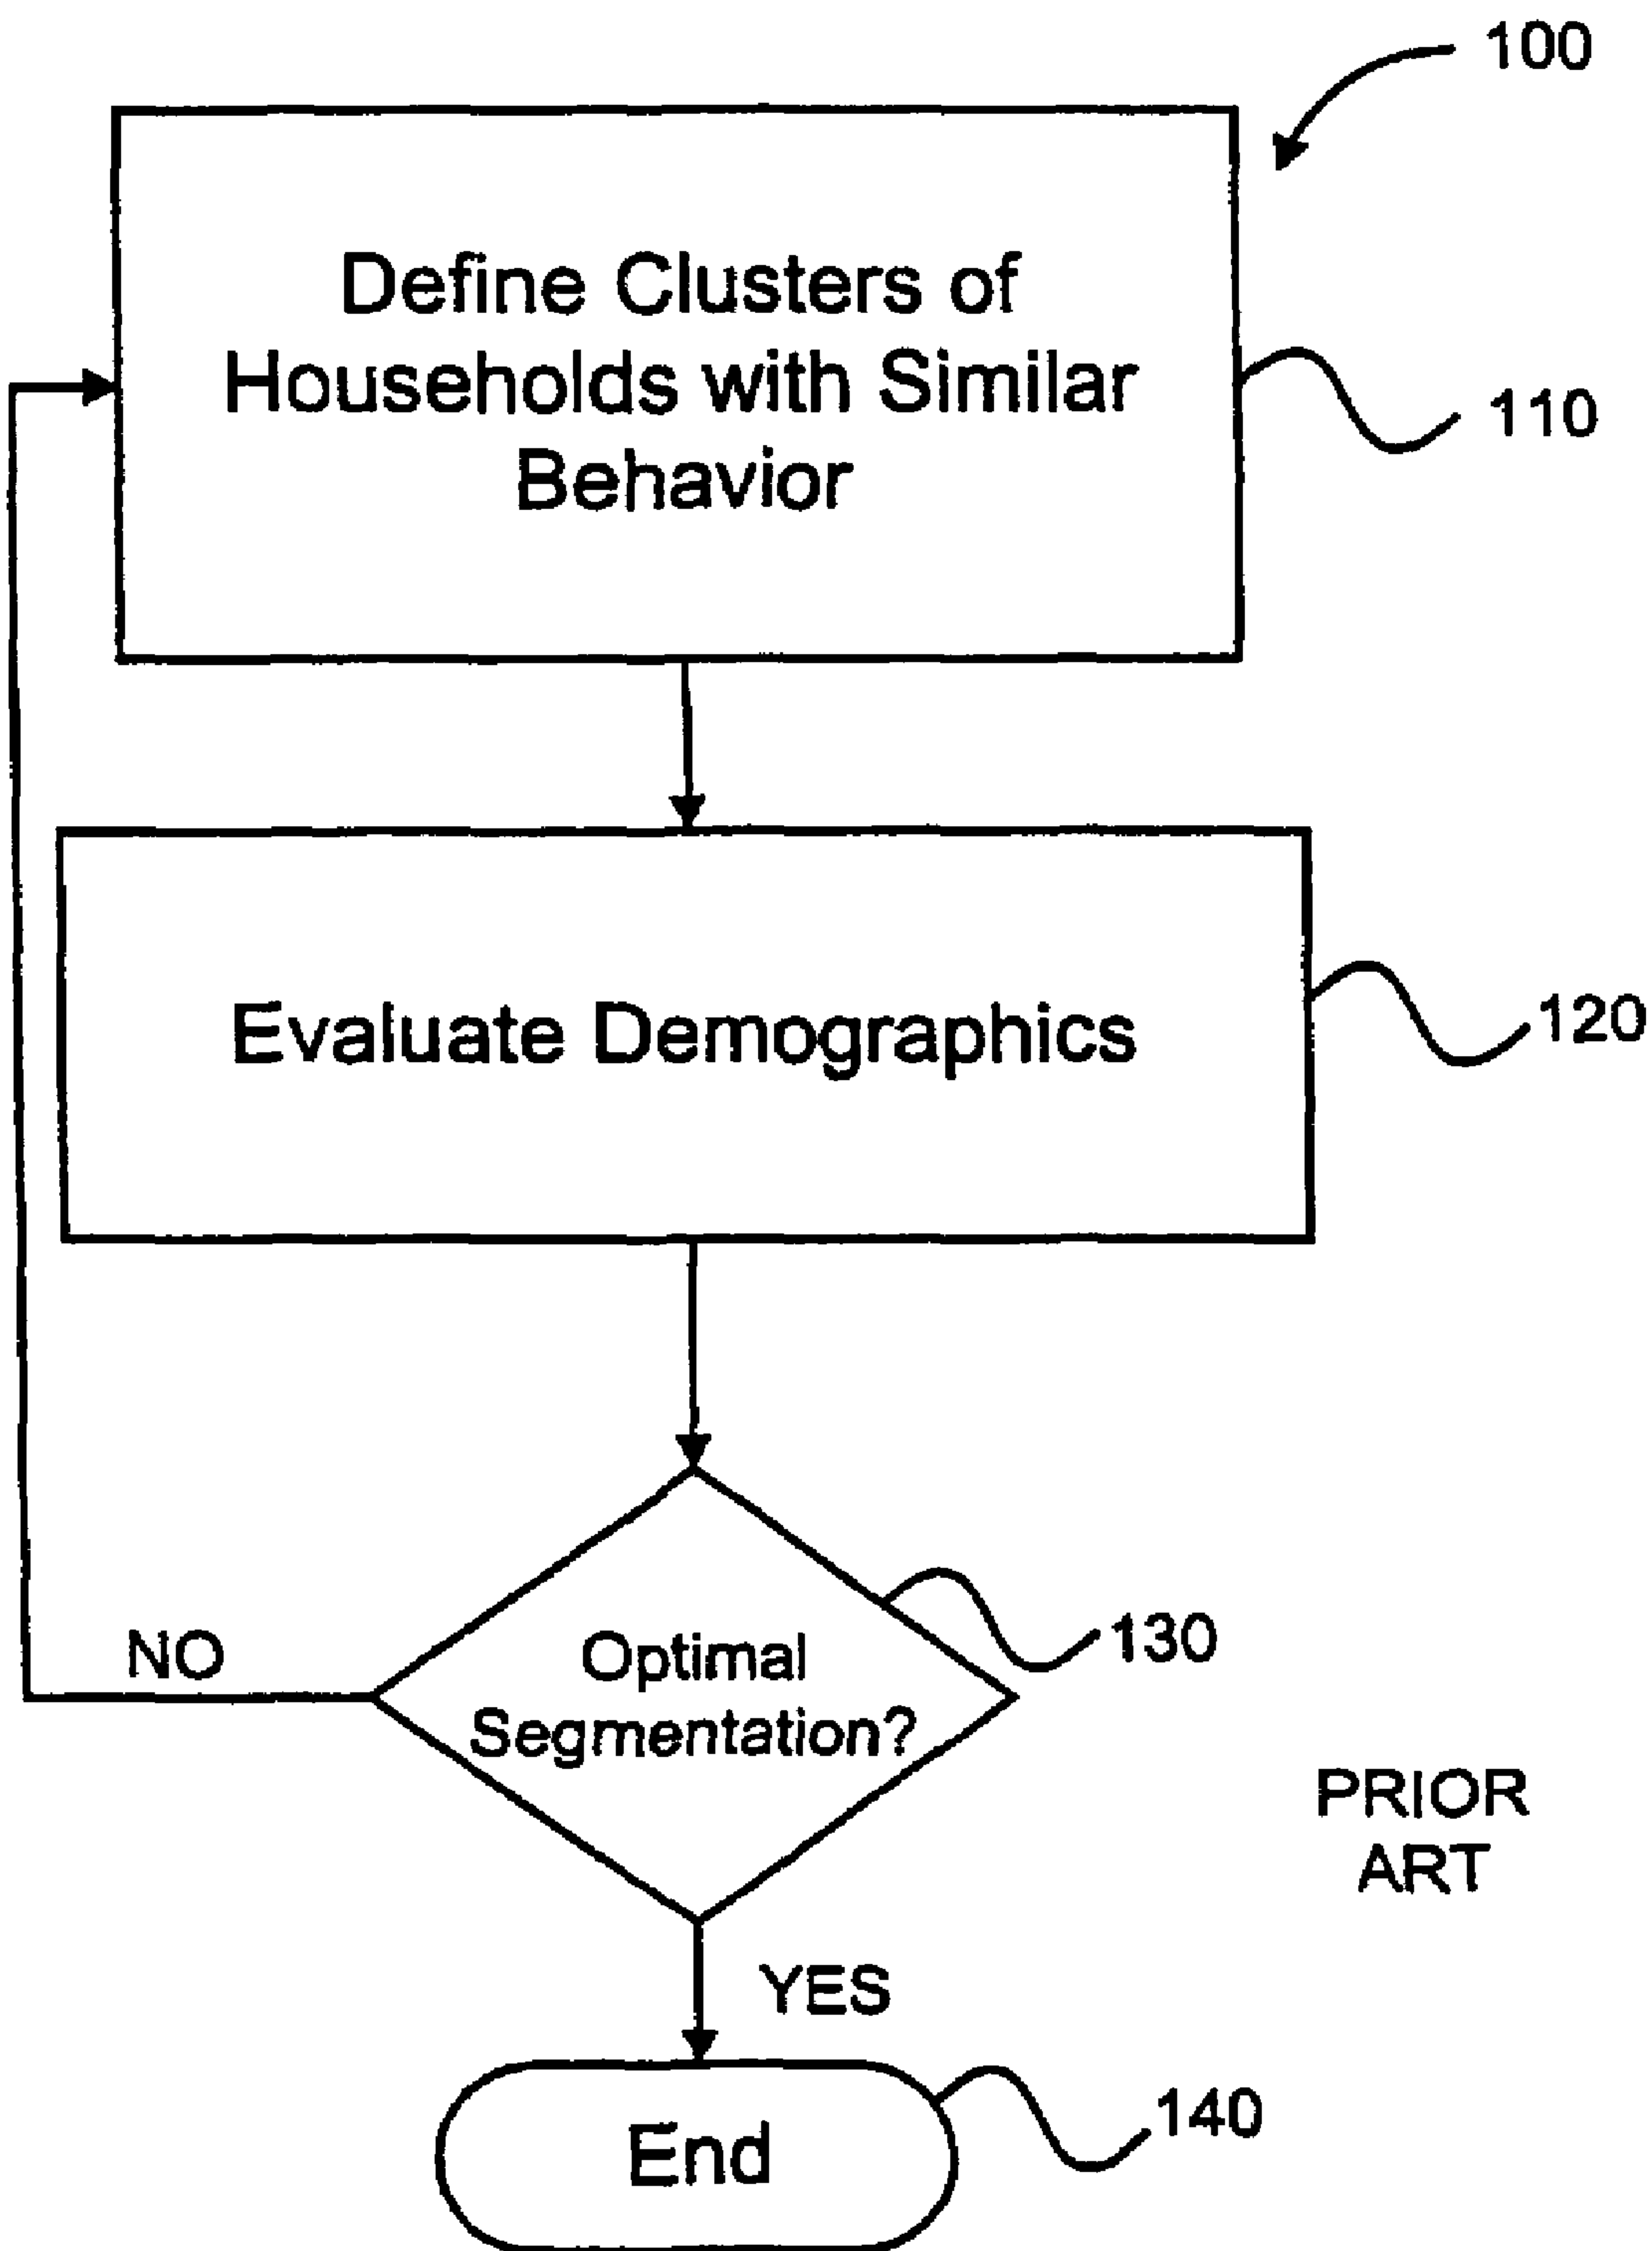 100
Define Clusters of
Households with Similar
Behavior
110
Evaluate Demographics
120
Optimal
Segmentation?
130
NO
PRIOR
ART
YES
End
140